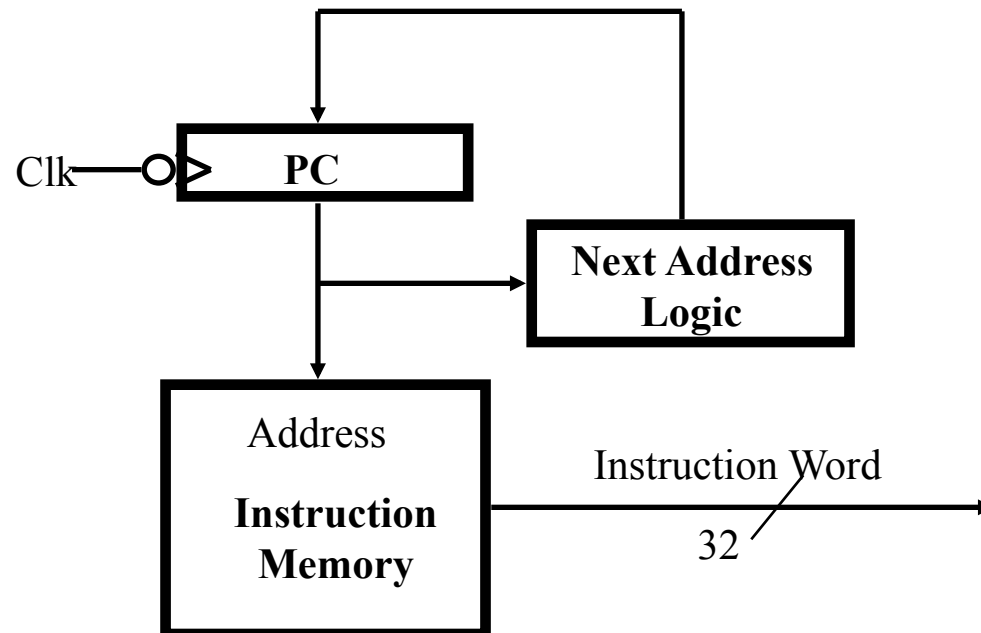 Clk
PC
Next Address
Logic
Address
Instruction Word
Instruction
Memory
32